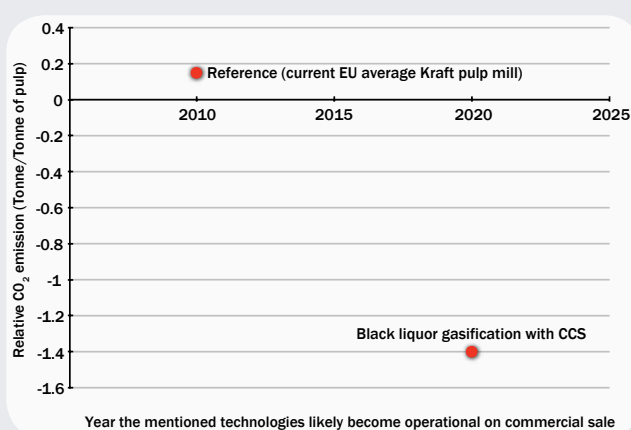 0.4
0.2
Reference (current EU average Kraft pulp mill)
0
2010 2015 2020 2025
-0.2
-0.4
-0.6
-0.8
-1
-1.2
Black liquor gasification with CCS
-1.4
-1.6
Relative CO₂ emission (Tonne/Tonne of pulp)
Year the mentioned technologies likely become operational on commercial sale